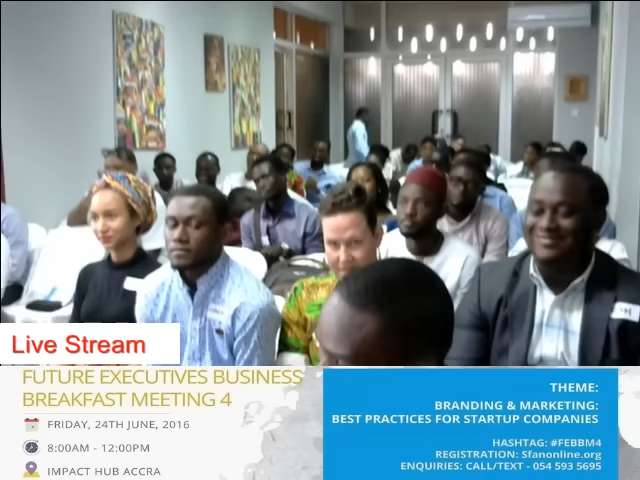 Live Stream
FUTURE EXECUTIVES BUSINESS
BREAKFAST MEETING 4
FRIDAY, 24TH JUNE, 2016
8:00AM - 12:00PM
IMPACT HUB ACCRA
THEME:
BRANDING & MARKETING:
BEST PRACTICES FOR STARTUP COMPANIES
HASHTAG: #FEBBM4
REGISTRATION: Sfanonline.org
ENQUIRIES: CALL/TEXT - 054 593 5695